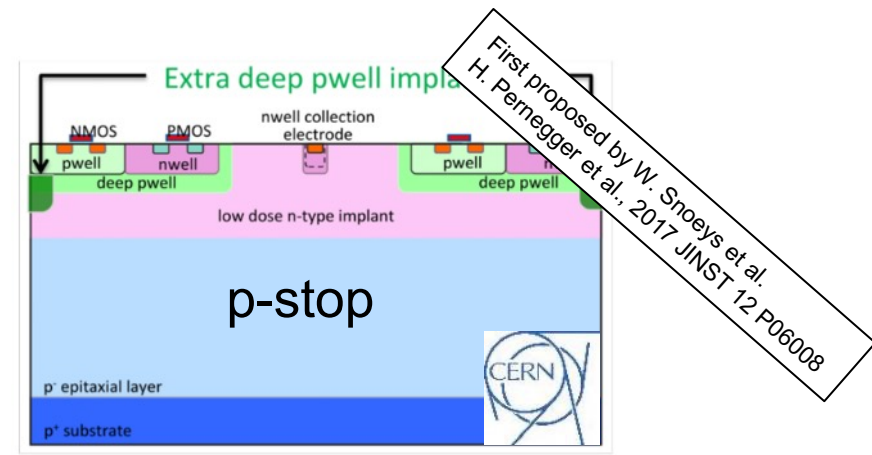 Extra deep pwell impla
First proposed by W. Snoeys et al.
H. Pernegger et al., 2017 JINST 12 P06008
nwell collection
electrode
NMOS
PMOS
pwell
nwell
pwell
deep pwell
deep pwell
low dose n-type implant
p-stop
CERN
p- epitaxial layer
p+ substrate